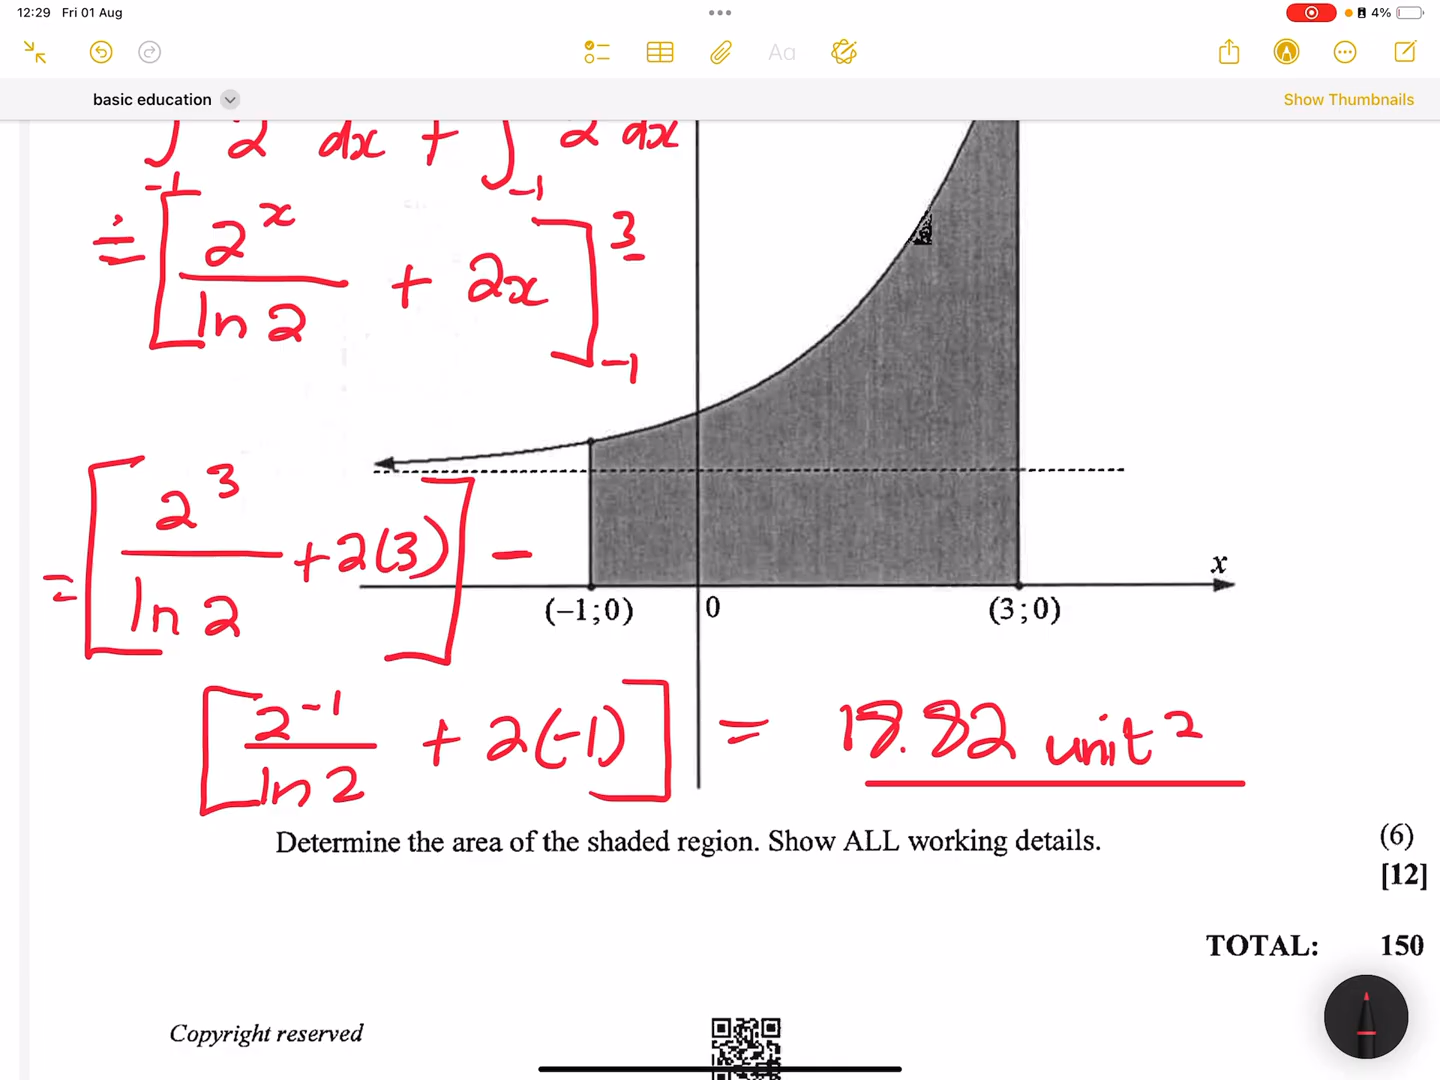 12:29 Fri 01 Aug
4%
Aa
basic education
Show Thumbnails
∫ 2 dx + ∫ 2 dx
-1 -1
∴ = [ 2^x / ln 2 + 2x ] 3 -1
= [ 2^3 / ln 2 + 2(3) ] -
x
(−1;0) 0 (3;0)
[ 2^-1 / ln 2 + 2(-1) ] = 18.82 unit²
Determine the area of the shaded region. Show ALL working details. (6)
[12]
TOTAL: 150
Copyright reserved